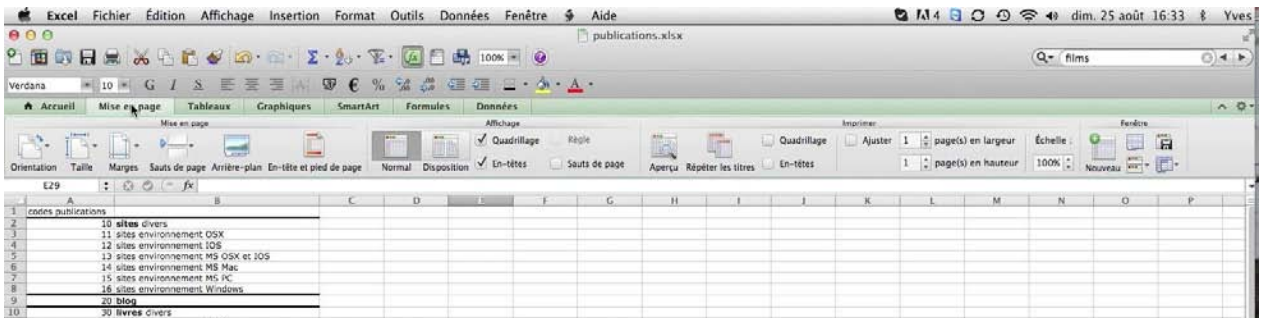 Excel Fichier Édition Affichage Insertion Format Outils Données Fenêtre Aide 4 dim. 25 août 16:33 Yves
publications.xlsx
100% films
Verdana 10 G I S € %
Accueil Mise en page Tableaux Graphiques SmartArt Formules Données
Mise en page Affichage Imprimer Fenêtre
Quadrillage Règle Quadrillage Ajuster 1 page(s) en largeur Échelle :
Orientation Taille Marges Sauts de page Arrière-plan En-tête et pied de page Normal Disposition En-têtes Sauts de page Aperçu Répéter les titres En-têtes 1 page(s) en hauteur 100% Nouveau
E29 fx
A B C D E F G H I J K L M N O P
1 codes publications
2 10 sites divers
3 11 sites environnement OSX
4 12 sites environnement IOS
5 13 sites environnement MS OSX et IOS
6 14 sites environnement MS Mac
7 15 sites environnement MS PC
8 16 sites environnement Windows
9 20 blog
10 30 livres divers